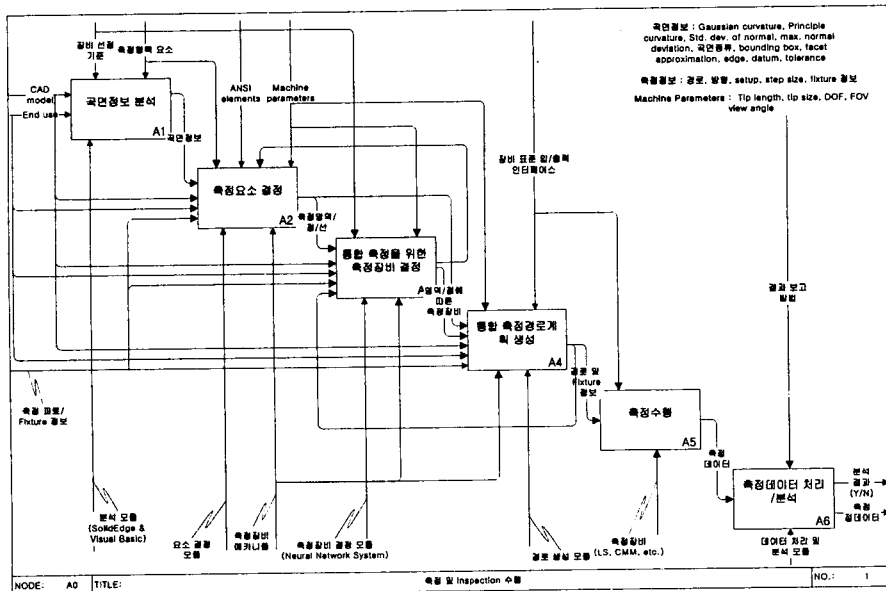 장비 선정
기준
측정항목 요소
CAD
model
End use
곡면정보 분석
A1
곡면정보
ANSI
elements
Machine
parameters
측정요소 결정
A2
측정영역/
점/선
통합 측정을 위한
측정장비 결정
영역/점에
따른
측정장비
장비 표준 입/출력
인터페이스
통합 측정경로계
획 생성
A4
경로 및
Fixture
정보
측정수행
A5
측정
데이터
결과 보고
방법
측정데이터 처리
/분석
A6
분석
결과
(Y/N)
측정
데이터
곡면정보 : Gaussian curvature, Principle
curvature, Std. dev. of normal, max. normal
deviation, 곡면종류, bounding box, facet
approximation, edge, datum, tolerance
측정정보 : 경로, 방향, setup, step size, fixture 정보
Machine Parameters : Tip length, tip size, DOF, FOV
view angle
측정 피로/
Fixture 정보
분석 모듈
(SolidEdge &
Visual Basic)
요소 결정
모듈
측정장비
메카니즘
측정장비 결정 모듈
(Neural Network System)
경로 생성 모듈
측정장비
(LS, CMM, etc.)
데이터 처리 및
분석 모듈
NODE: A0 TITLE: 측정 및 Inspection 수행 NO.: 1